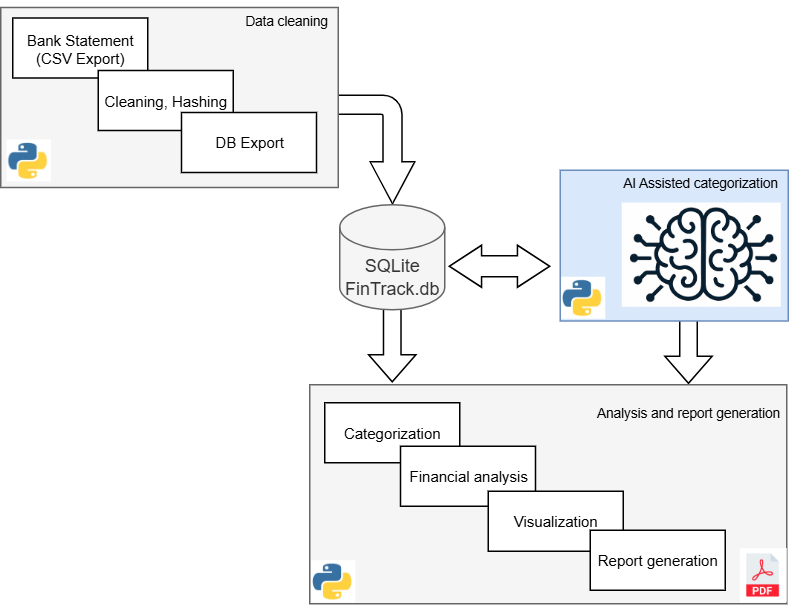 Data cleaning
Bank Statement
(CSV Export)
Cleaning, Hashing
DB Export
AI Assisted categorization
SQLite
FinTrack.db
Analysis and report generation
Categorization
Financial analysis
Visualization
Report generation
PDF